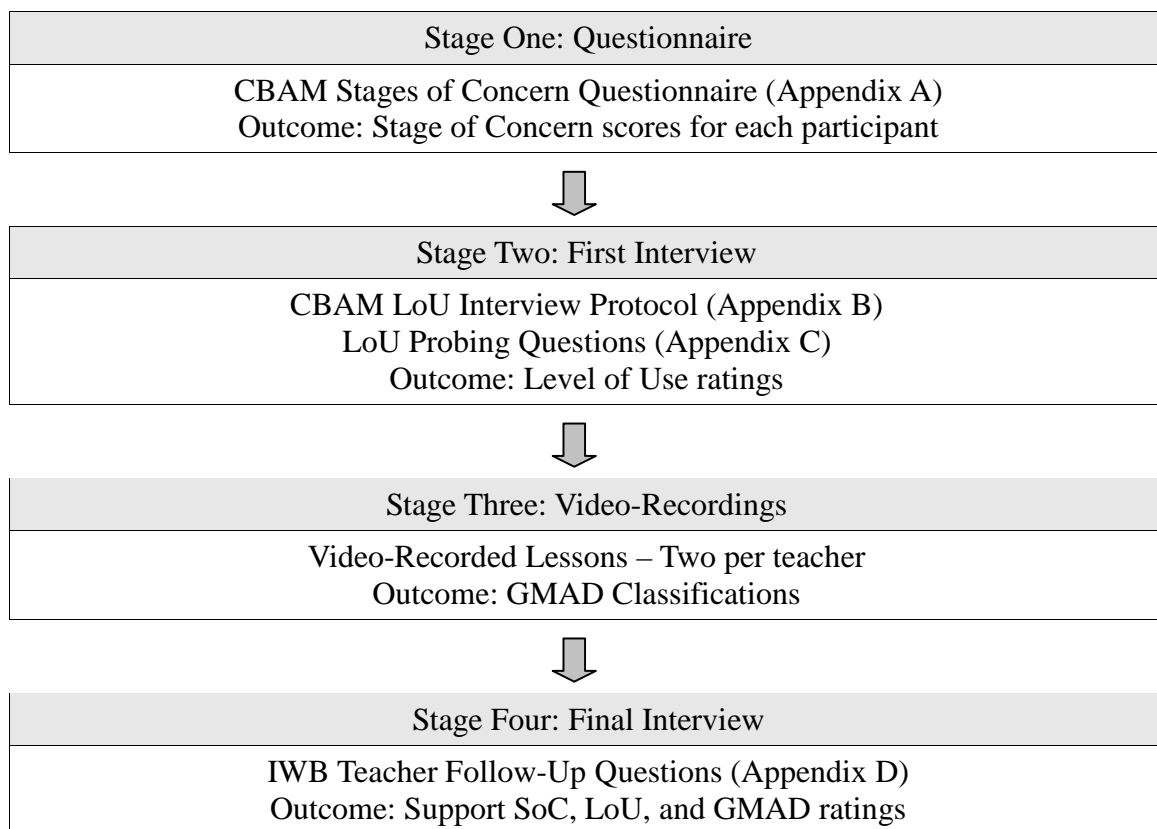 Stage One: Questionnaire
CBAM Stages of Concern Questionnaire (Appendix A)
Outcome: Stage of Concern scores for each participant
Stage Two: First Interview
CBAM LoU Interview Protocol (Appendix B)
LoU Probing Questions (Appendix C)
Outcome: Level of Use ratings
Stage Three: Video-Recordings
Video-Recorded Lessons – Two per teacher
Outcome: GMAD Classifications
Stage Four: Final Interview
IWB Teacher Follow-Up Questions (Appendix D)
Outcome: Support SoC, LoU, and GMAD ratings